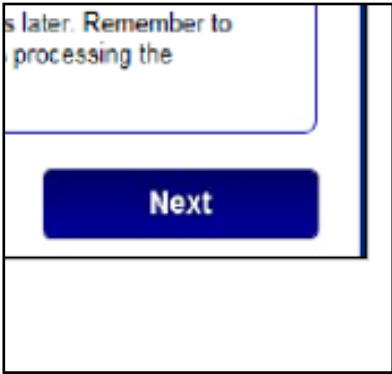 s later. Remember to
processing the
Next